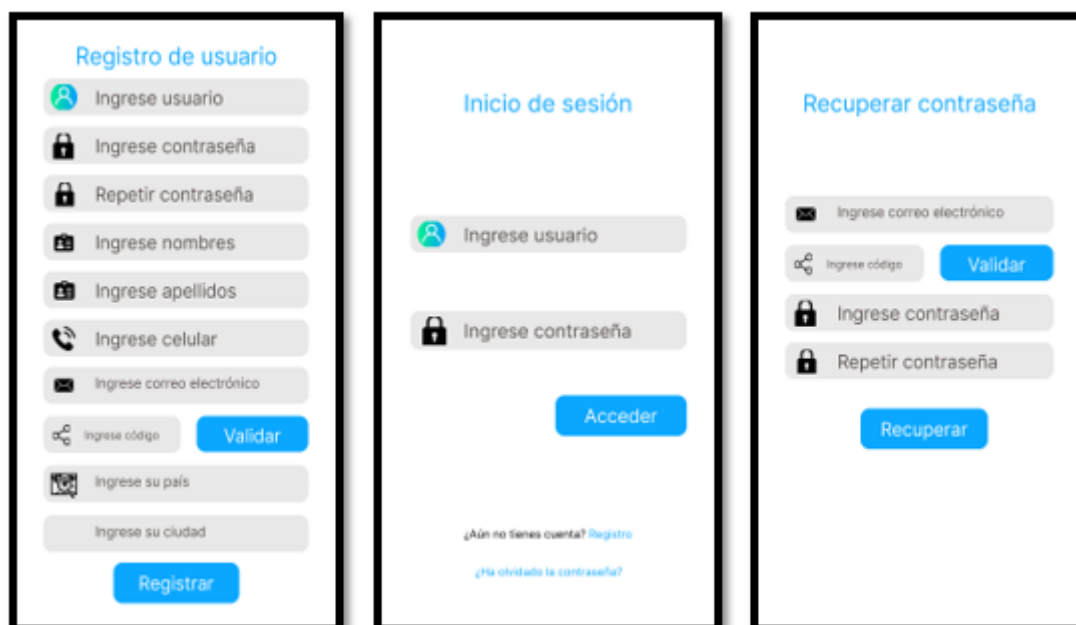 Registro de usuario
Ingrese usuario
Ingrese contraseña
Repetir contraseña
Ingrese nombres
Ingrese apellidos
Ingrese celular
Ingrese correo electrónico
Ingrese código
Validar
Ingrese su país
Ingrese su ciudad
Registrar
Inicio de sesión
Ingrese usuario
Ingrese contraseña
Acceder
¿Aún no tienes cuenta? Registro
¿Ha olvidado la contraseña?
Recuperar contraseña
Ingrese correo electrónico
Ingrese código
Validar
Ingrese contraseña
Repetir contraseña
Recuperar